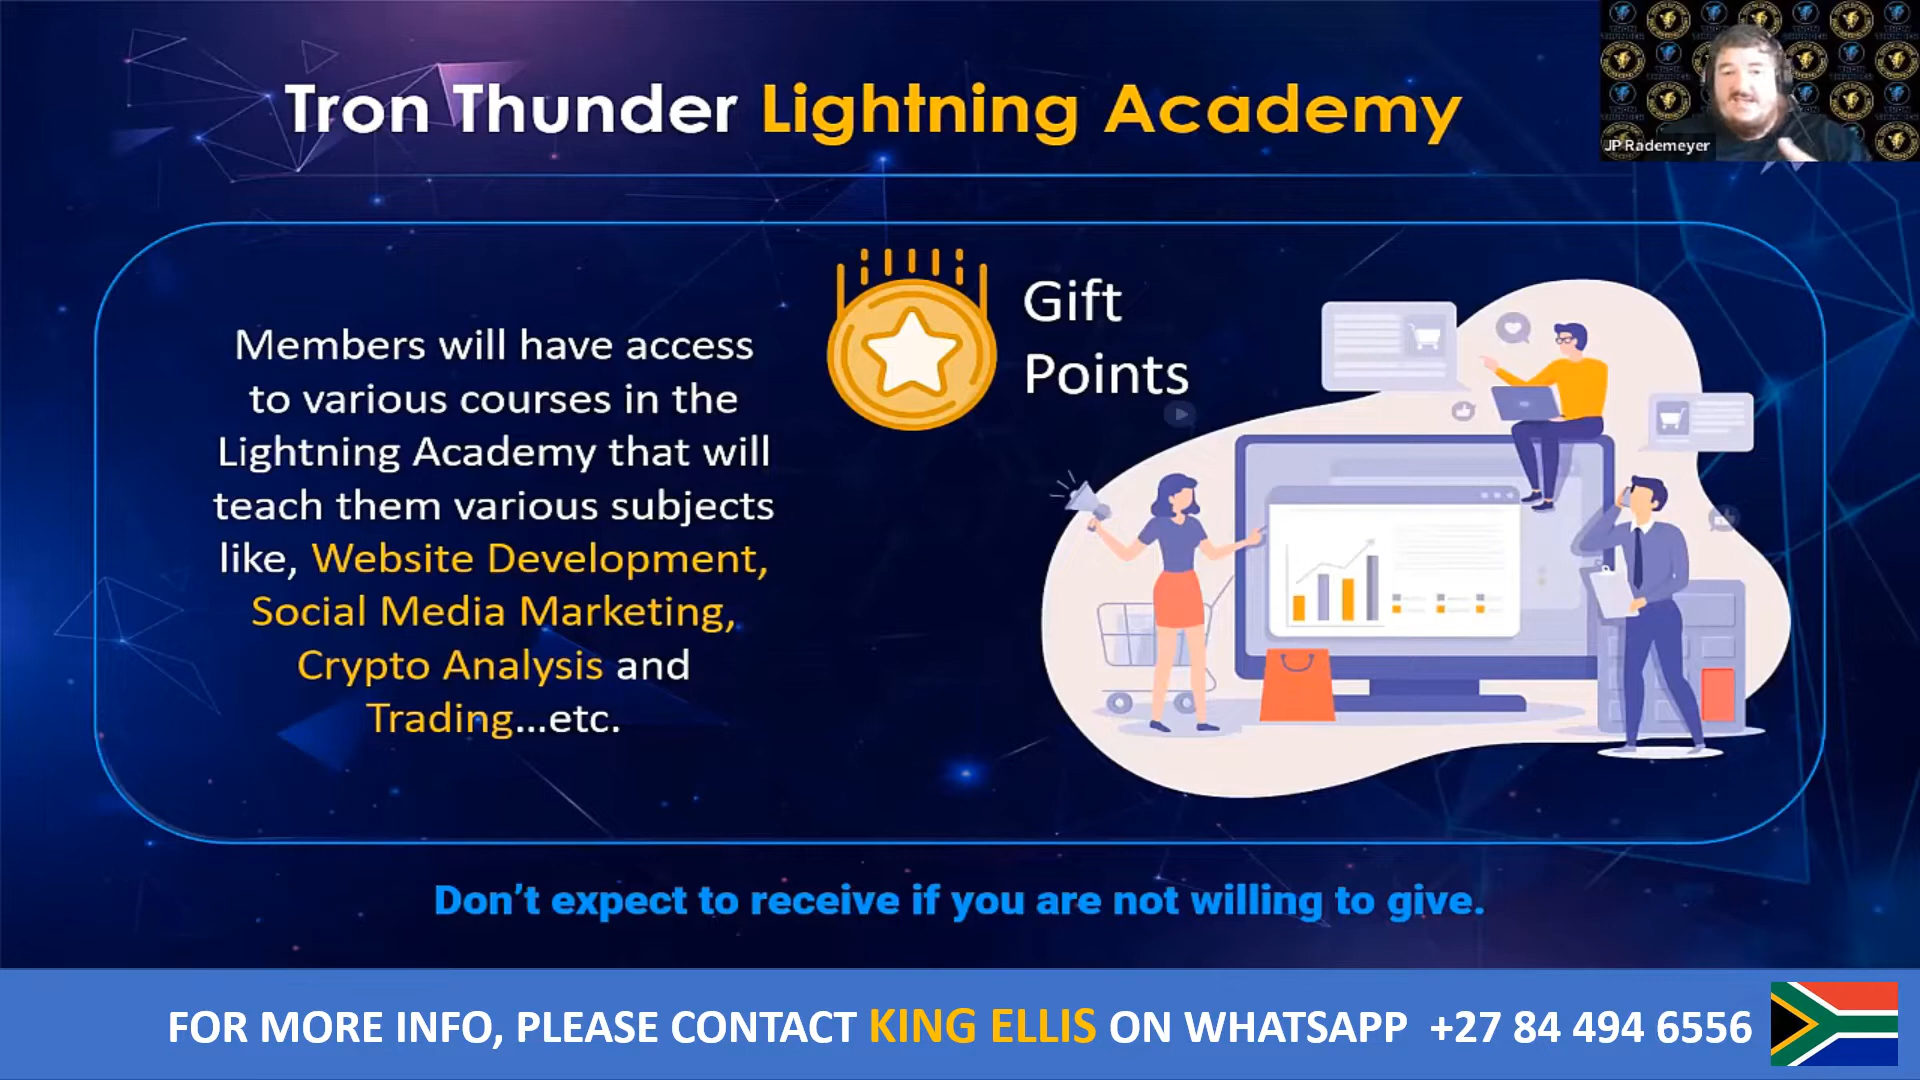 Tron Thunder Lightning Academy
JP Rademeyer
Members will have access
to various courses in the
Lightning Academy that will
teach them various subjects
like, Website Development,
Social Media Marketing,
Crypto Analysis and
Trading...etc.
Gift
Points
Don't expect to receive if you are not willing to give.
FOR MORE INFO, PLEASE CONTACT KING ELLIS ON WHATSAPP +27 84 494 6556